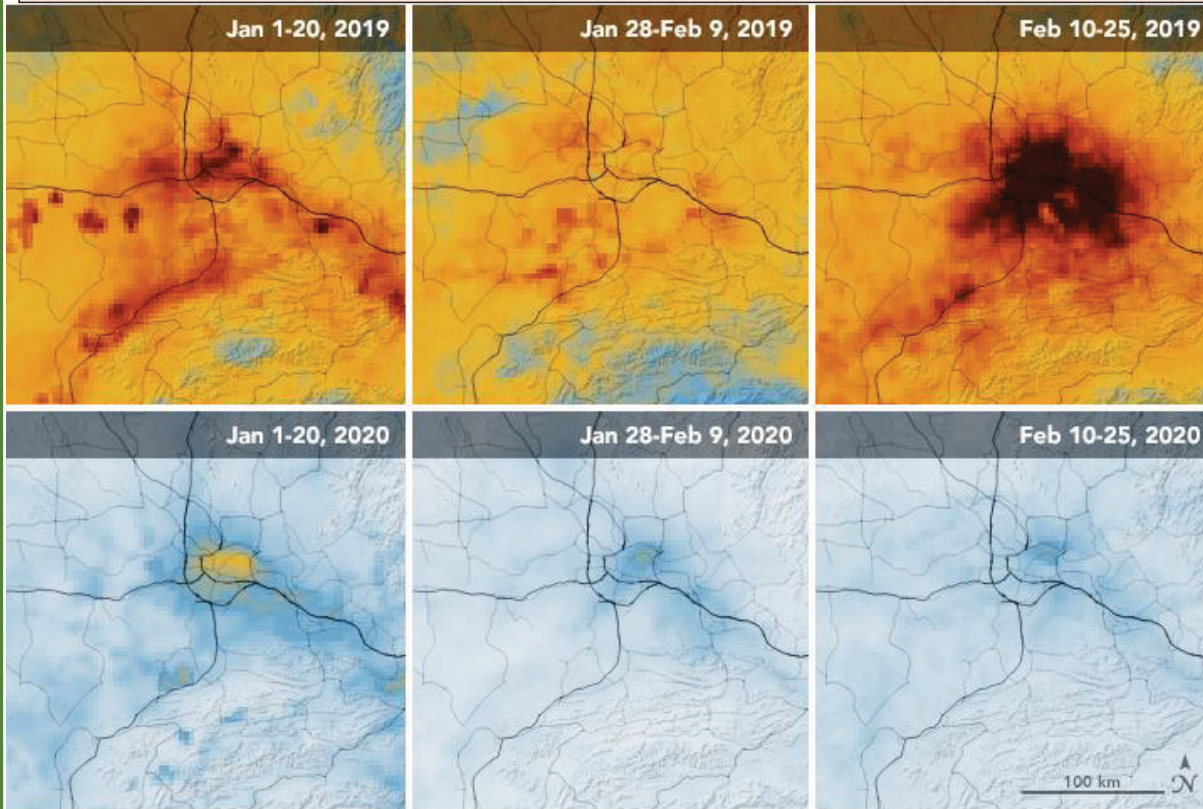 Jan 1-20, 2019
Jan 28-Feb 9, 2019
Feb 10-25, 2019
Jan 1-20, 2020
Jan 28-Feb 9, 2020
Feb 10-25, 2020
100 km
N